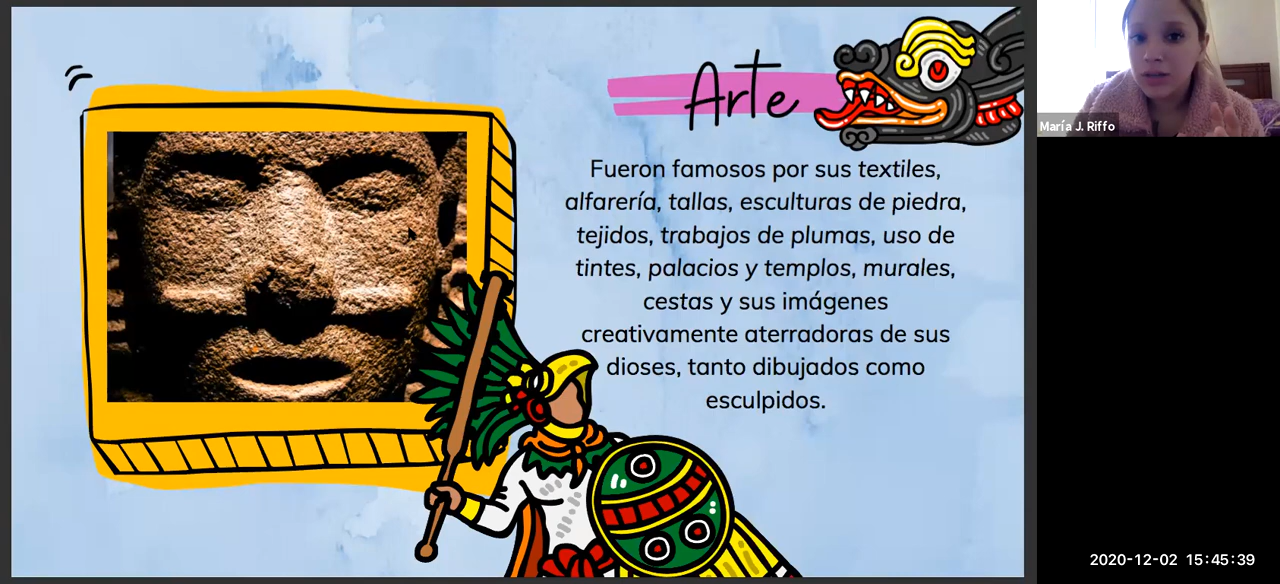 Arte
Fueron famosos por sus textiles,
alfarería, tallas, esculturas de piedra,
tejidos, trabajos de plumas, uso de
tintes, palacios y templos, murales,
cestas y sus imágenes
creativamente aterradoras de sus
dioses, tanto dibujados como
esculpidos.
María J. Riffo
2020-12-02 15:45:39